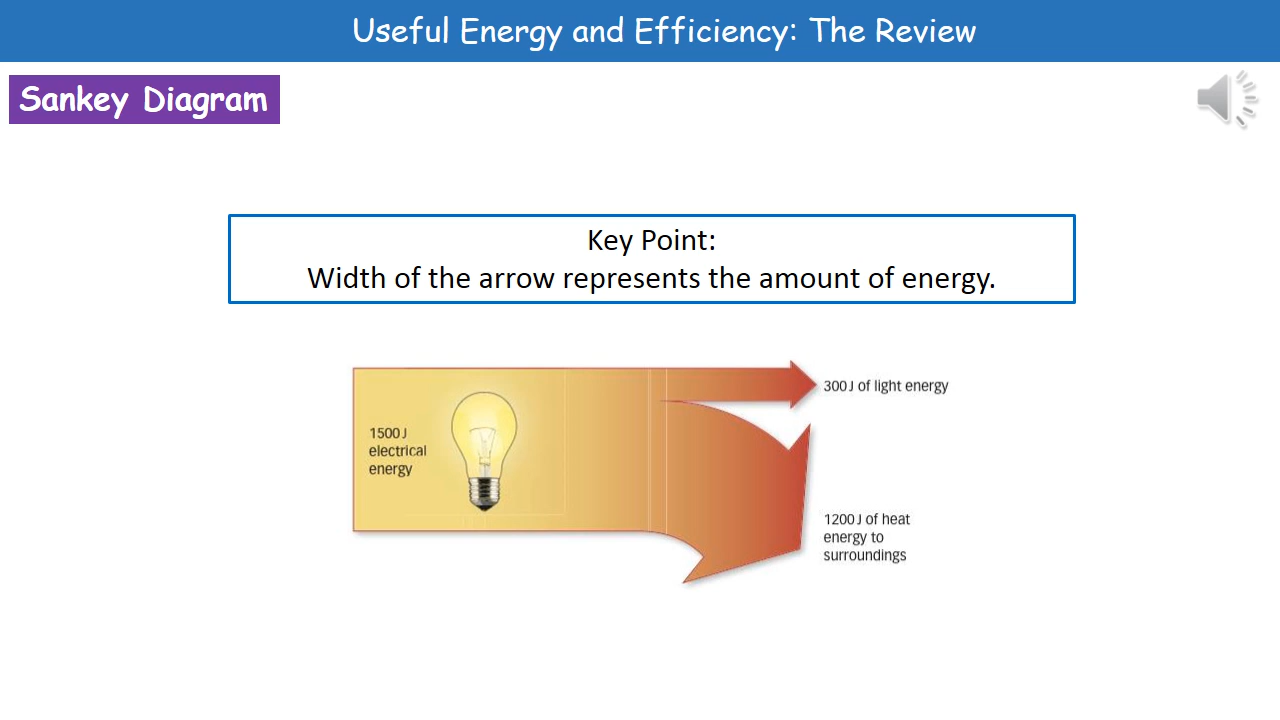 Useful Energy and Efficiency: The Review
Sankey Diagram
Key Point:
Width of the arrow represents the amount of energy.
300 J of light energy
1500 J
electrical
energy
1200 J of heat
energy to
surroundings